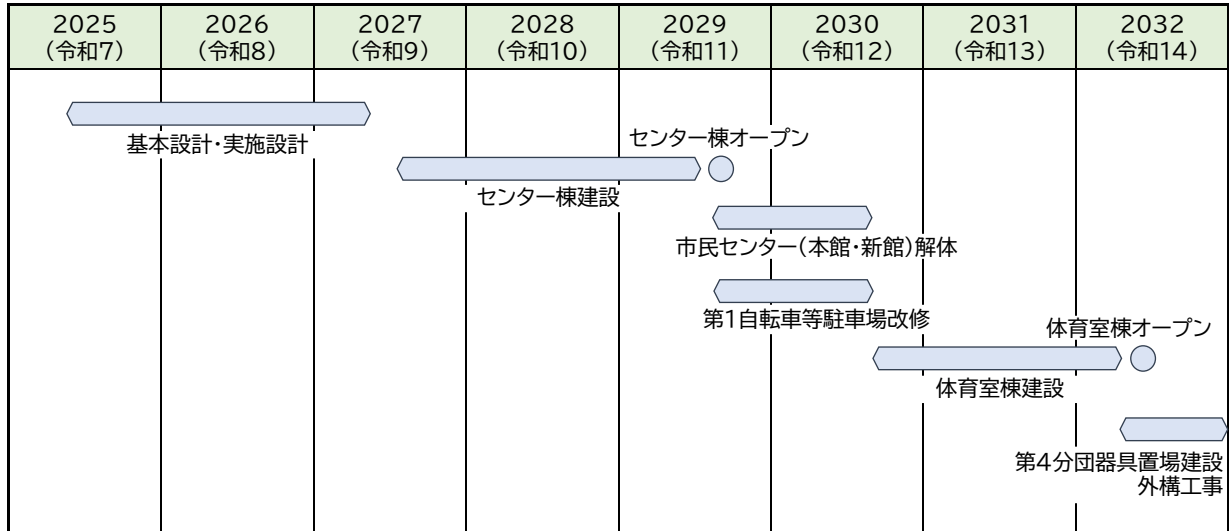 2025 2026 2027 2028 2029 2030 2031 2032
(令和7) (令和8) (令和9) (令和10) (令和11) (令和12) (令和13) (令和14)
基本設計・実施設計
センター棟オープン
センター棟建設
市民センター(本館・新館)解体
第1自転車等駐車場改修
体育室棟オープン
体育室棟建設
第4分団器具置場建設
外構工事